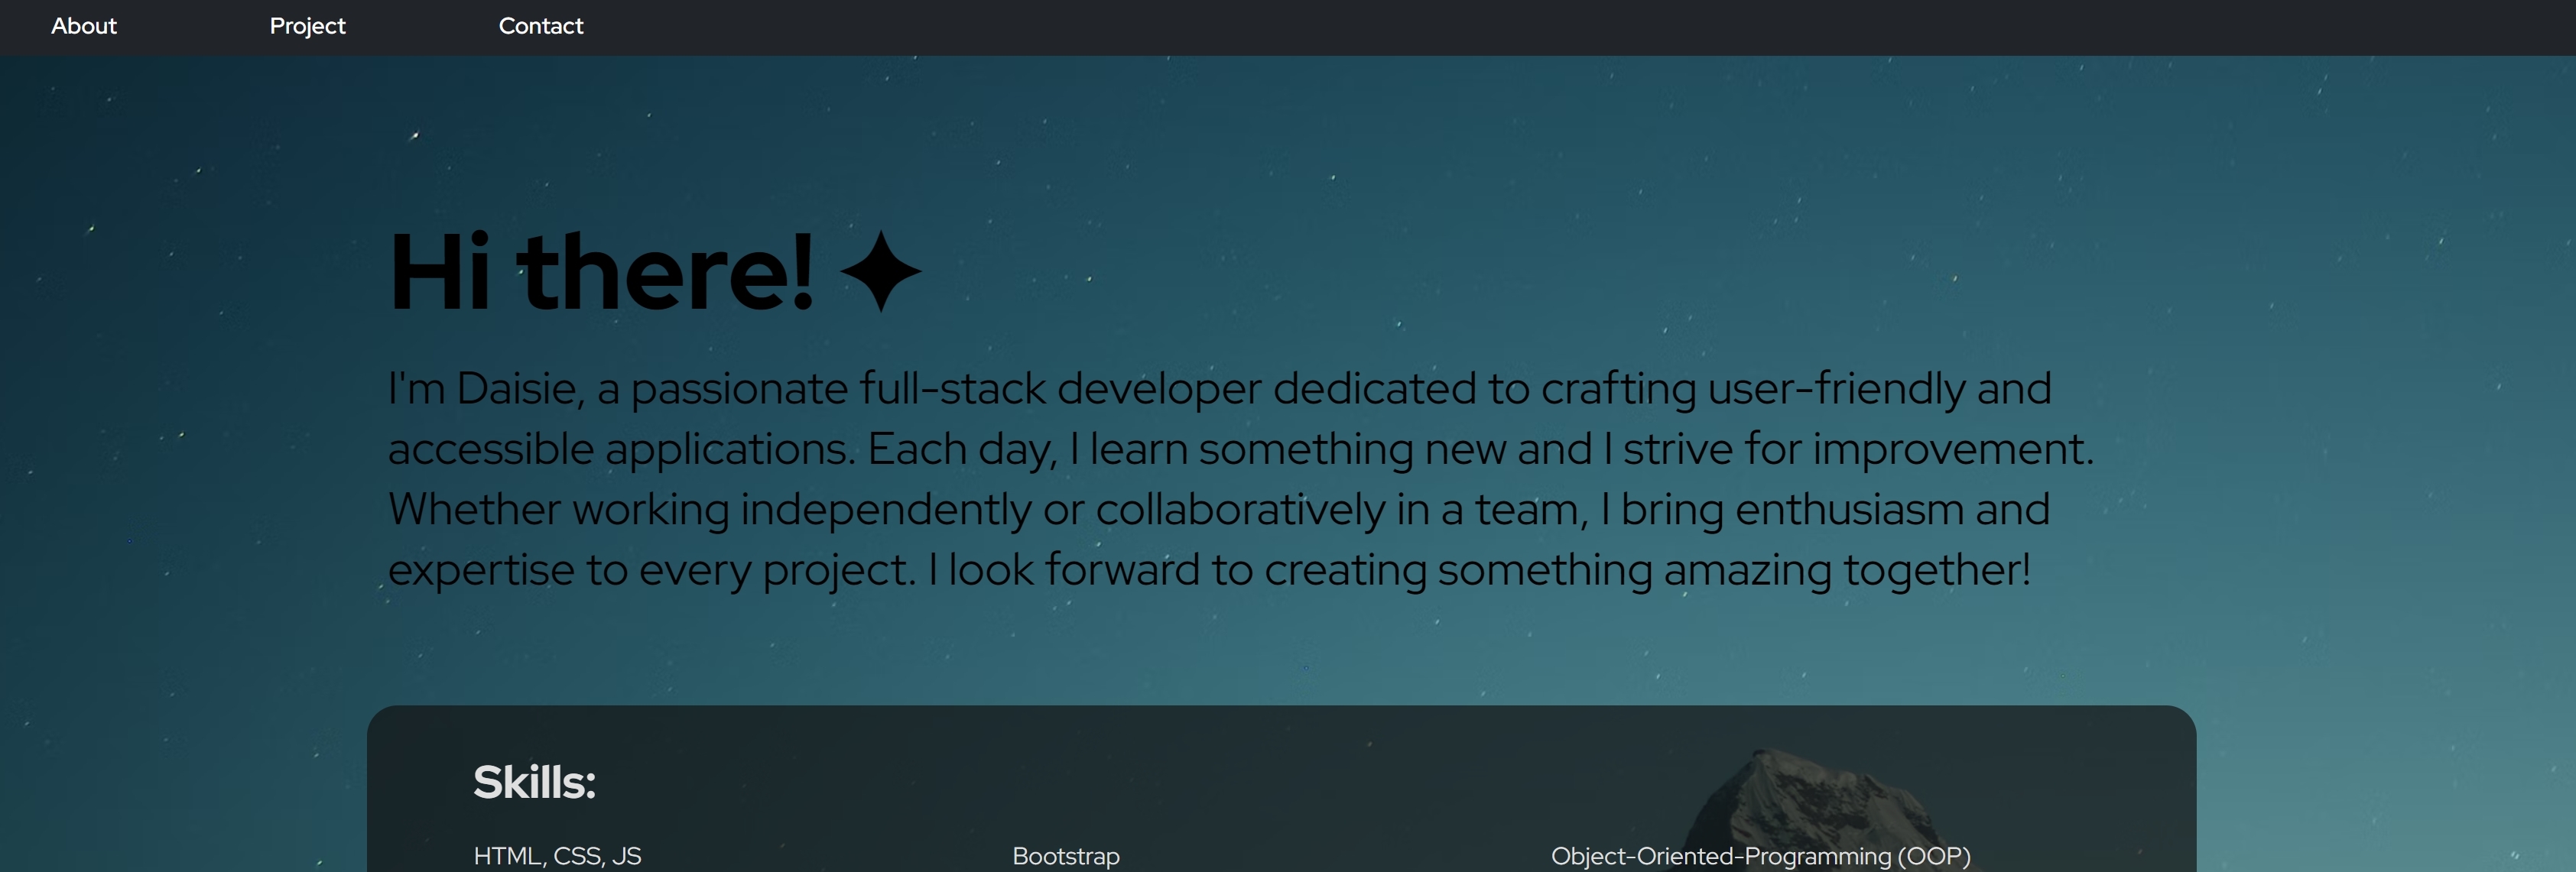 About
Project
Contact
Hi there! ✦
I'm Daisie, a passionate full-stack developer dedicated to crafting user-friendly and
accessible applications. Each day, I learn something new and I strive for improvement.
Whether working independently or collaboratively in a team, I bring enthusiasm and
expertise to every project. I look forward to creating something amazing together!
Skills:
HTML, CSS, JS
Bootstrap
Object-Oriented-Programming (OOP)